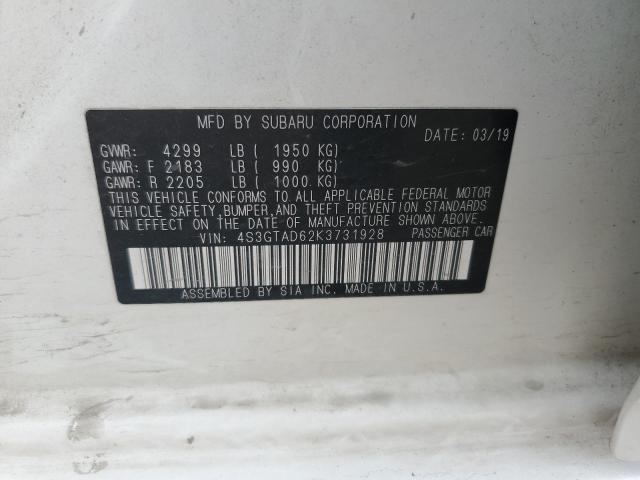 MFD BY SUBARU CORPORATION
DATE: 03/19
GVWR: 4299 LB ( 1950 KG)
GAWR: F 2183 LB ( 990 KG)
GAWR: R 2205 LB ( 1000 KG)
THIS VEHICLE CONFORMS TO ALL APPLICABLE FEDERAL MOTOR
VEHICLE SAFETY, BUMPER, AND THEFT PREVENTION STANDARDS
IN EFFECT ON THE DATE OF MANUFACTURE SHOWN ABOVE.
VIN: 4S3GTAD62K3731928 PASSENGER CAR
ASSEMBLED BY SIA INC. MADE IN U.S.A.